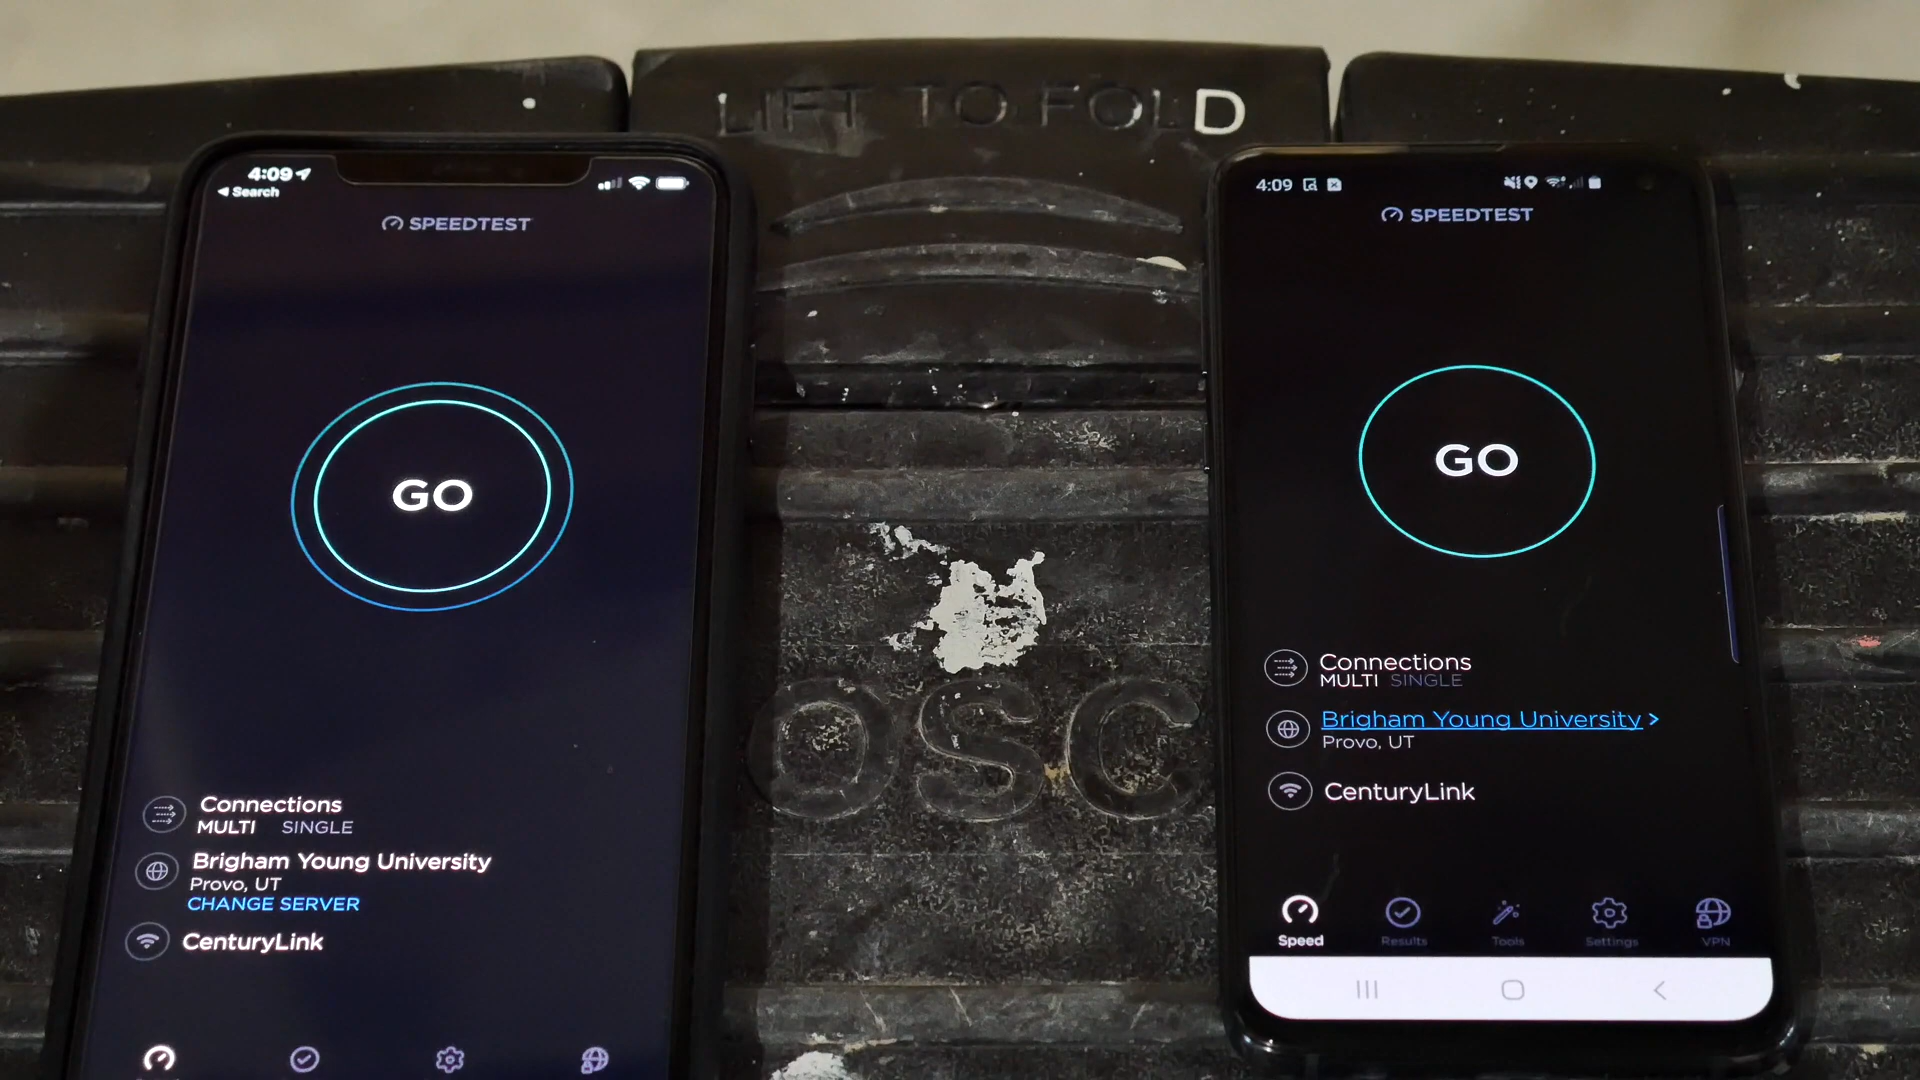 LIFT TO FOLD
4:09
Search
SPEEDTEST
GO
Connections
MULTI SINGLE
Brigham Young University
Provo, UT
CHANGE SERVER
CenturyLink
OSC
4:09
SPEEDTEST
GO
Connections
MULTI SINGLE
Brigham Young University >
Provo, UT
CenturyLink
Speed Results Tools Settings VPN